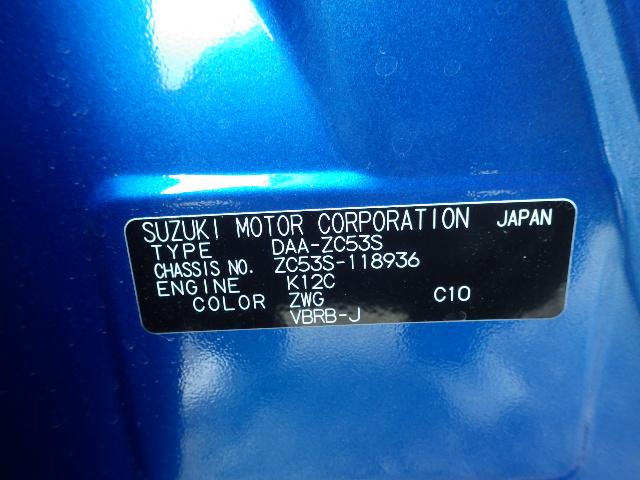 SUZUKI MOTOR CORPORATION JAPAN
TYPE DAA-ZC53S
CHASSIS NO. ZC53S-118936
ENGINE K12C
COLOR ZWG C10
VBRB-J